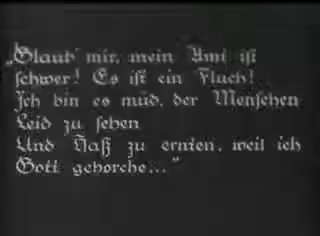 „Glaub' mir, mein Amt ist
schwer! Es ist ein Fluch!
Ich bin es müd, der Menschen
Leid zu sehen
Und Haß zu ernten, weil ich
Gott gehorche..."